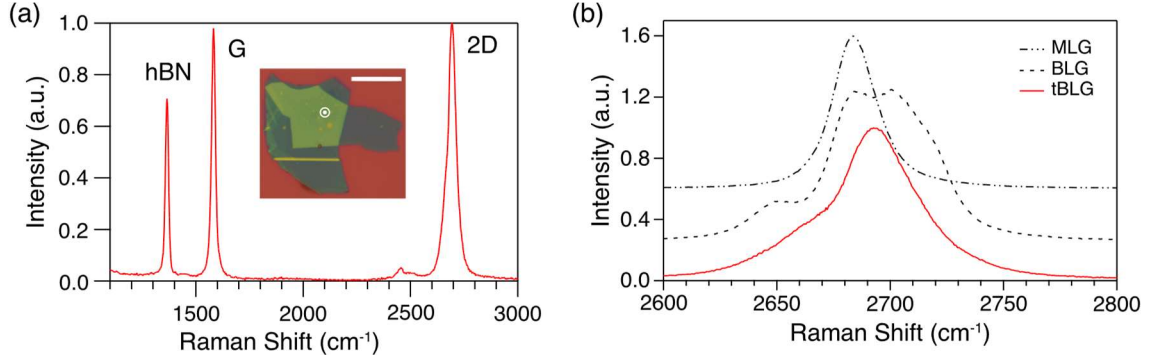 (a)
1.0
0.8
0.6
0.4
0.2
0.0
Intensity (a.u.)
hBN
G
2D
1500
2000
2500
3000
Raman Shift (cm⁻¹)
(b)
1.6
1.2
0.8
0.4
0.0
Intensity (a.u.)
MLG
BLG
tBLG
2600
2650
2700
2750
2800
Raman Shift (cm⁻¹)